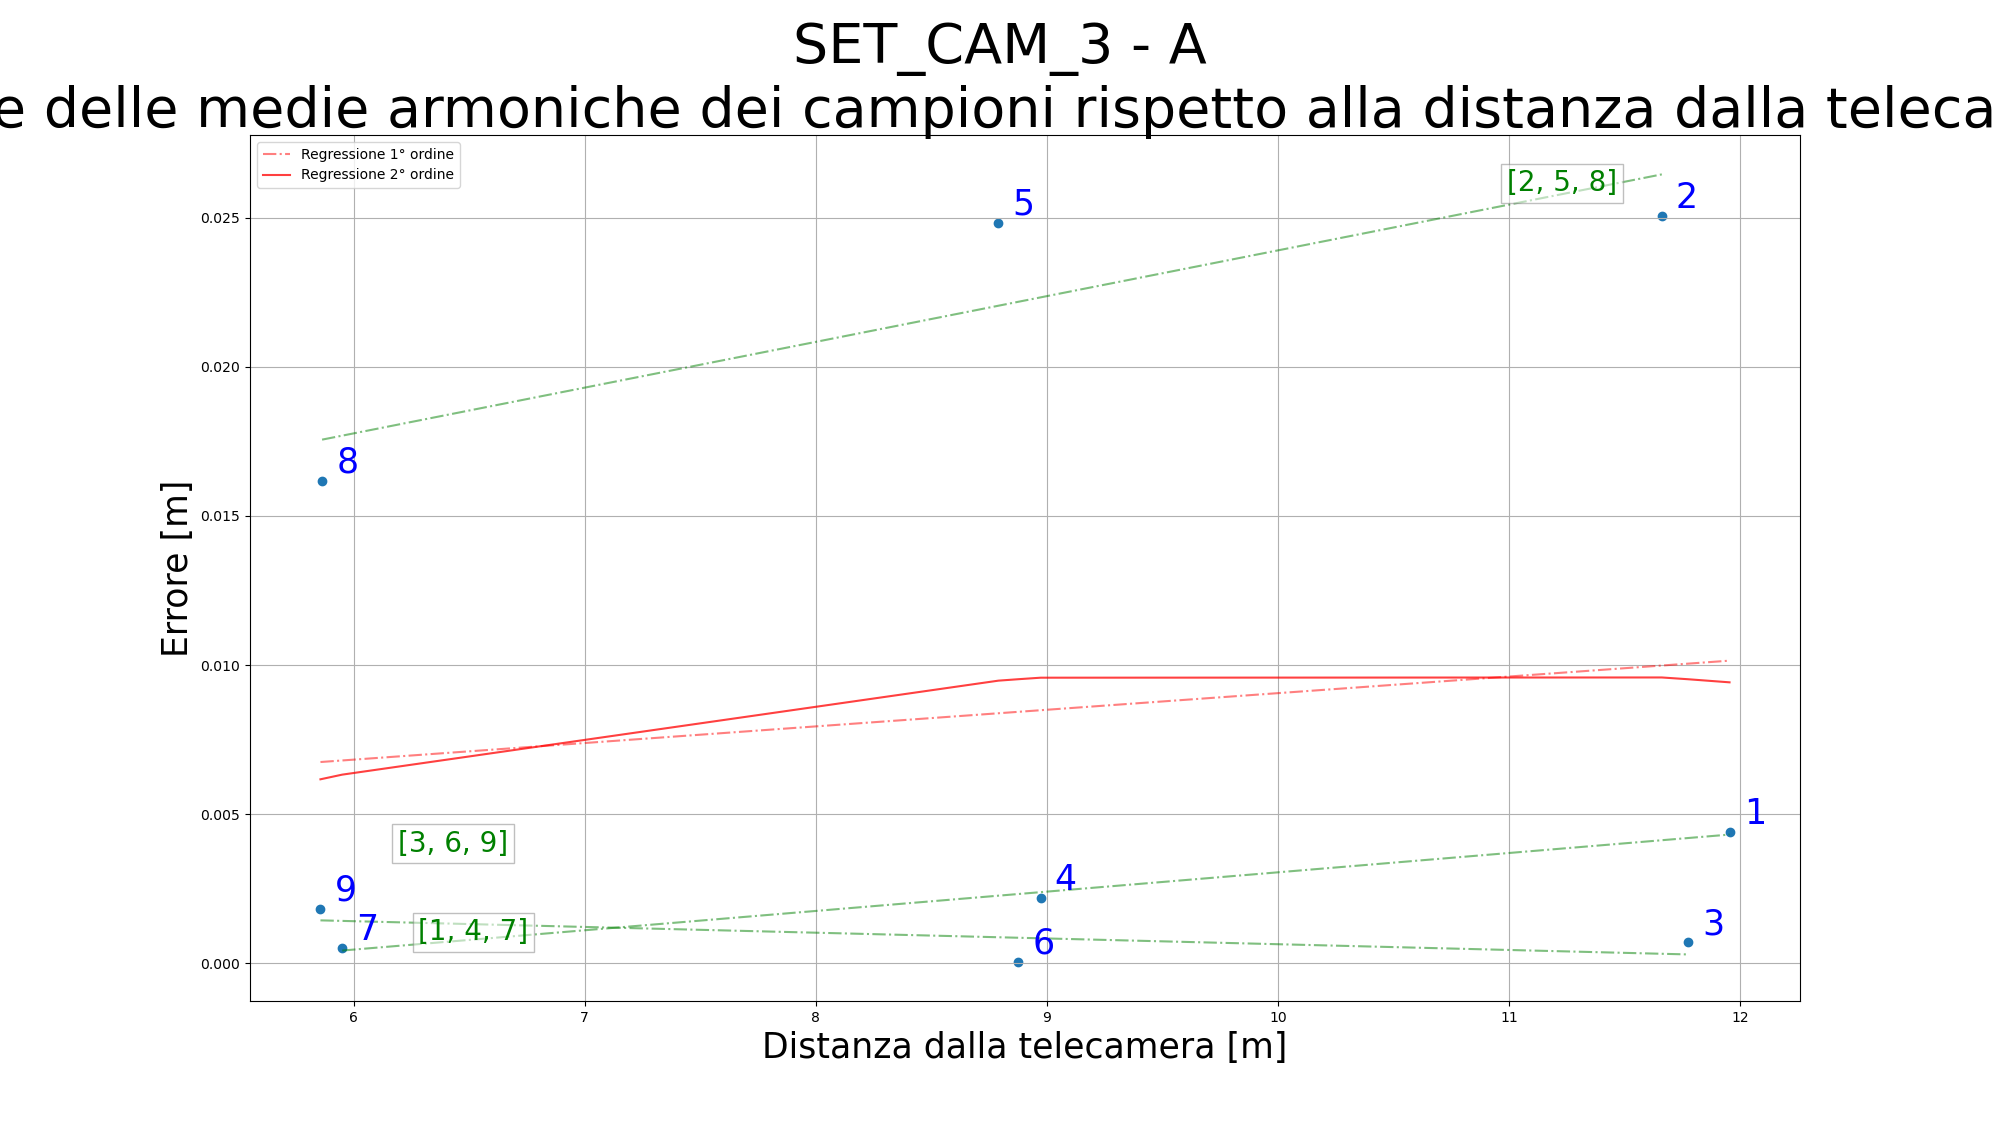 SET_CAM_3 - A
e delle medie armoniche dei campioni rispetto alla distanza dalla teleca
Regressione 1° ordine
Regressione 2° ordine
[2, 5, 8]
2
5
8
[3, 6, 9]
9
7
[1, 4, 7]
4
6
1
3
0.025
0.020
0.015
0.010
0.005
0.000
Errore [m]
6 7 8 9 10 11 12
Distanza dalla telecamera [m]